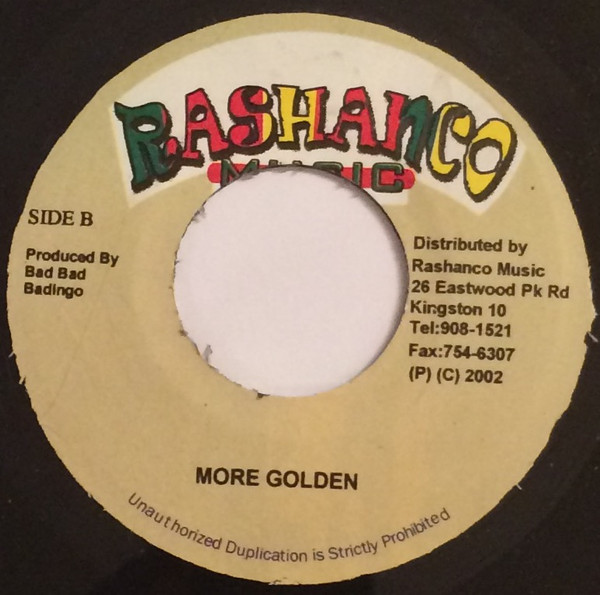 RASHANCO
MUSIC
SIDE B
Produced By
Bad Bad
Badingo
Distributed by
Rashanco Music
26 Eastwood Pk Rd
Kingston 10
Tel:908-1521
Fax:754-6307
(P) (C) 2002
MORE GOLDEN
Unauthorized Duplication is Strictly Prohibited